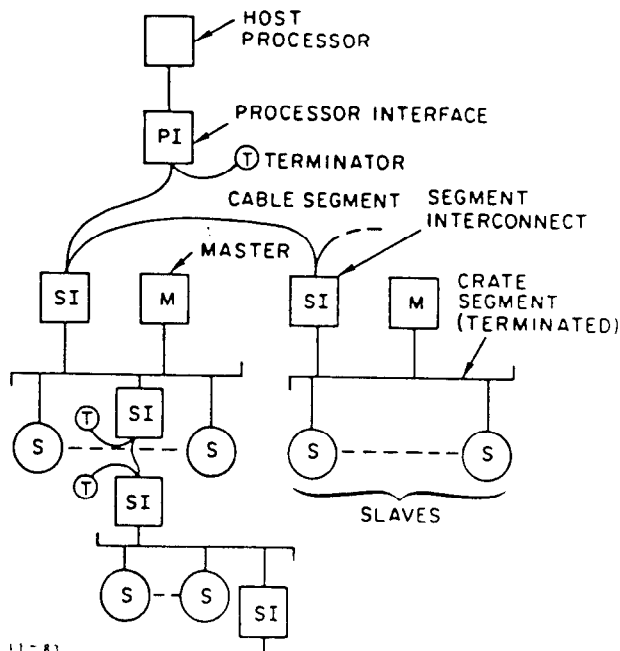 HOST
PROCESSOR
PROCESSOR INTERFACE
PI
T TERMINATOR
CABLE SEGMENT
SEGMENT
INTERCONNECT
MASTER
SI
M
SI
M
CRATE
SEGMENT
(TERMINATED)
SI
T
S
S
S
S
T
SI
SLAVES
S
S
SI